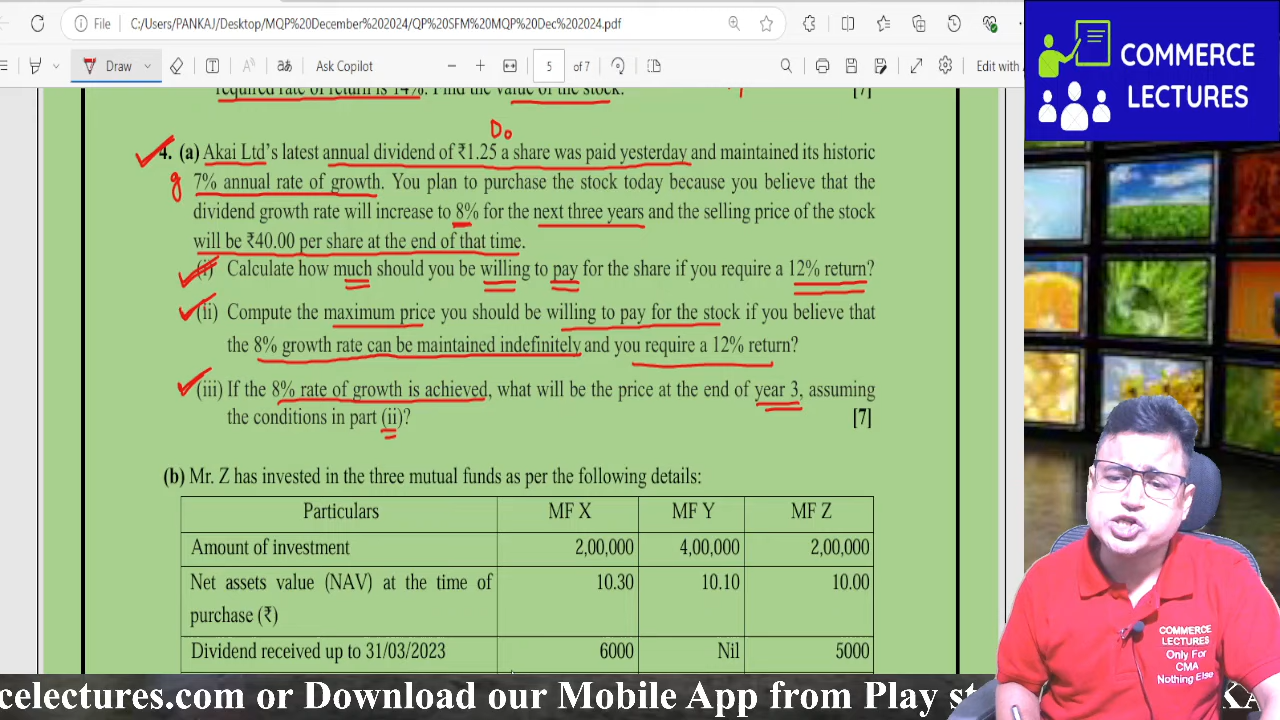 File C:/Users/PANKAJ/Desktop/MQP%20December%202024/QP%20SFM%20MQP%20Dec%202024.pdf
Draw Ask Copilot 5 of 7 Edit with
required rate of return is 14%. Find the value of the stock. [7]
D0
4. (a) Akai Ltd's latest annual dividend of ₹1.25 a share was paid yesterday and maintained its historic
g 7% annual rate of growth. You plan to purchase the stock today because you believe that the
dividend growth rate will increase to 8% for the next three years and the selling price of the stock
will be ₹40.00 per share at the end of that time.
(i) Calculate how much should you be willing to pay for the share if you require a 12% return?
(ii) Compute the maximum price you should be willing to pay for the stock if you believe that
the 8% growth rate can be maintained indefinitely and you require a 12% return?
(iii) If the 8% rate of growth is achieved, what will be the price at the end of year 3, assuming
the conditions in part (ii)? [7]
(b) Mr. Z has invested in the three mutual funds as per the following details:
Particulars MF X MF Y MF Z
Amount of investment 2,00,000 4,00,000 2,00,000
Net assets value (NAV) at the time of 10.30 10.10 10.00
purchase (₹)
Dividend received up to 31/03/2023 6000 Nil 5000
COMMERCE
LECTURES
COMMERCE
LECTURES
Only For
CMA
Nothing Else
celectures.com or Download our Mobile App from Play st